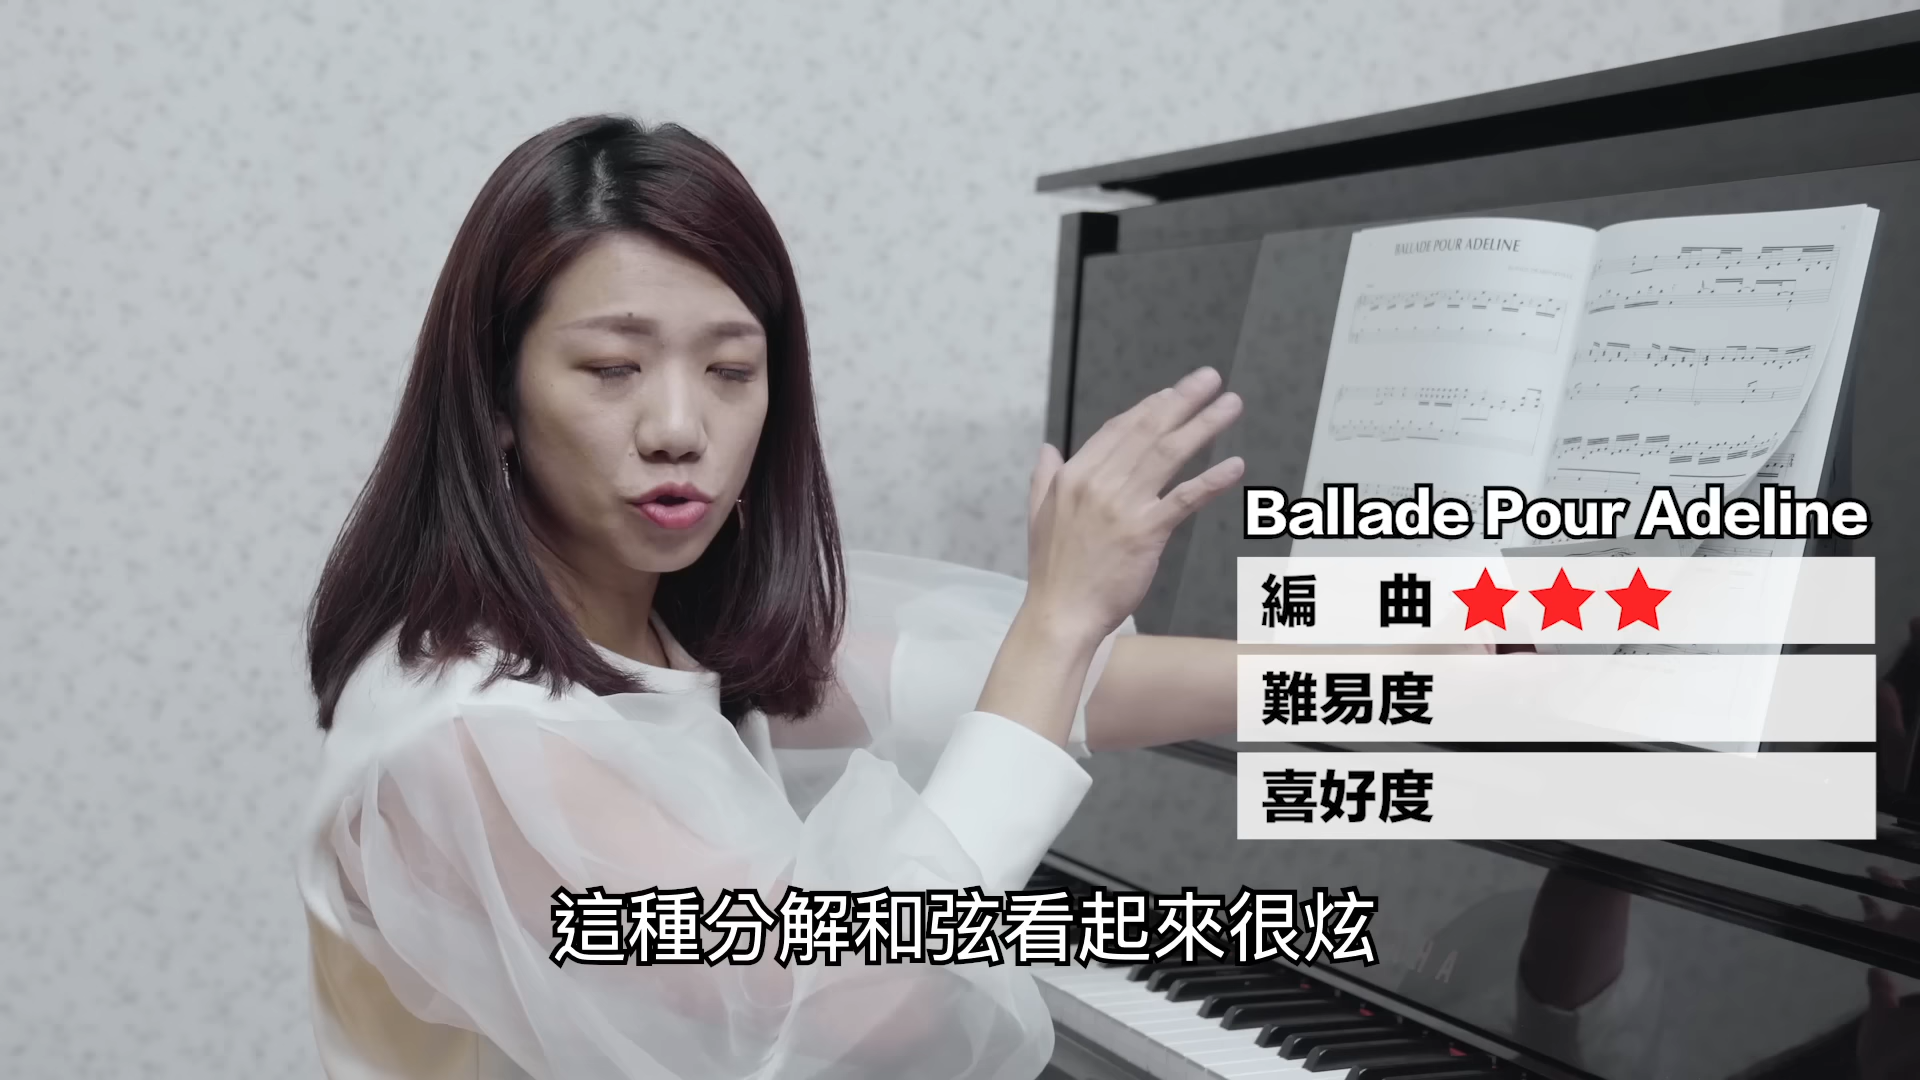 BALLADE POUR ADELINE
Ballade Pour Adeline
編 曲 ★★★
難易度
喜好度
這種分解和弦看起來很炫
HA